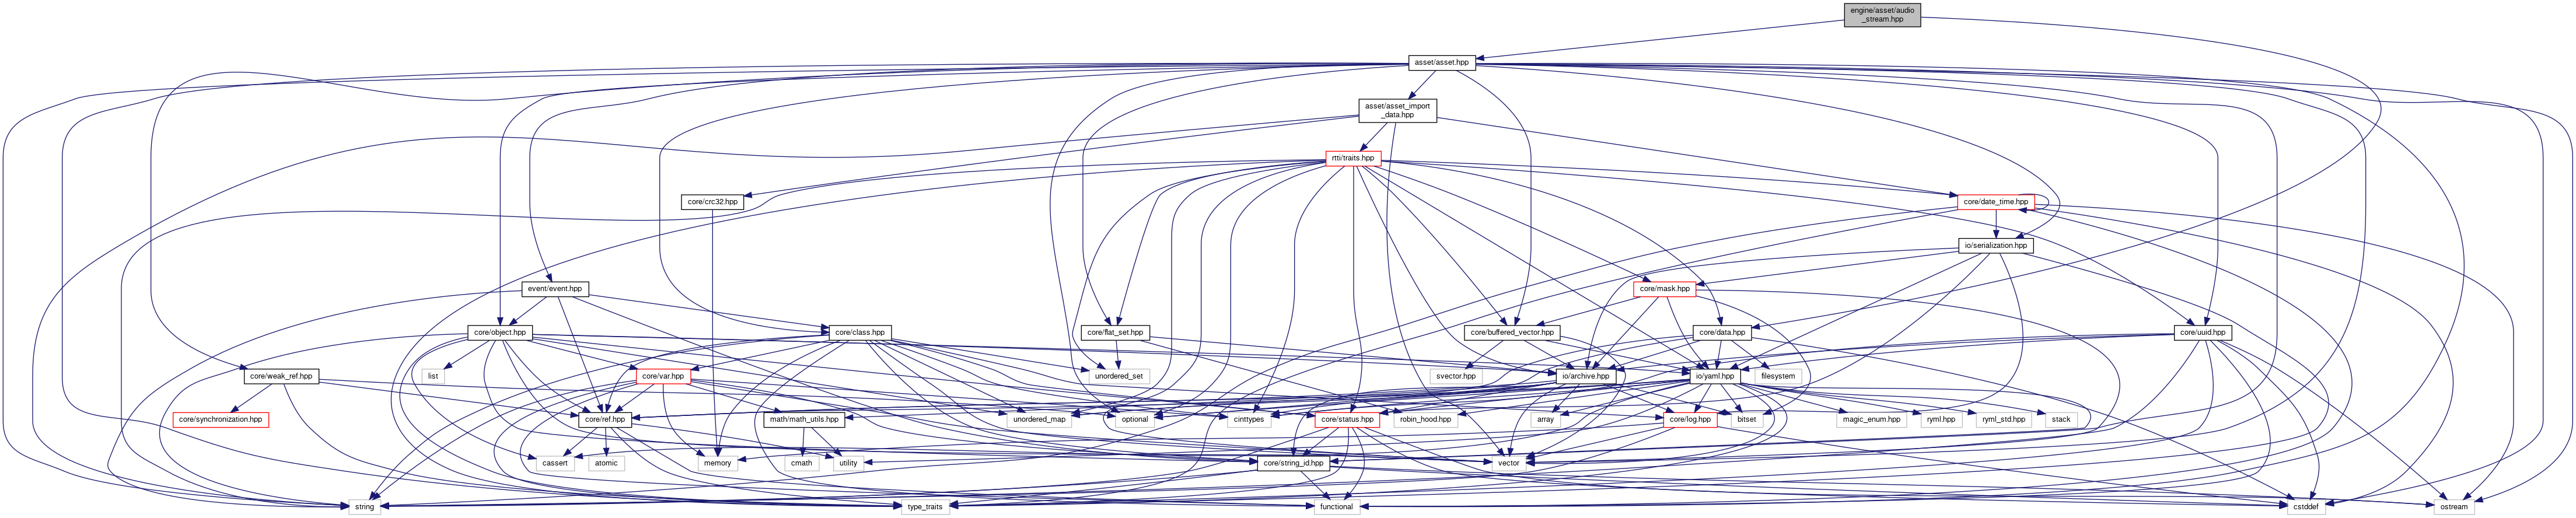 engine/asset/audio
_stream.hpp
asset/asset.hpp
asset/asset_import
_data.hpp
rtti/traits.hpp
core/crc32.hpp
core/date_time.hpp
io/serialization.hpp
event/event.hpp
core/mask.hpp
core/object.hpp
core/class.hpp
core/flat_set.hpp
core/buffered_vector.hpp
core/data.hpp
core/uuid.hpp
core/weak_ref.hpp
list
core/var.hpp
unordered_set
svector.hpp
io/archive.hpp
io/yaml.hpp
filesystem
core/synchronization.hpp
core/ref.hpp
math/math_utils.hpp
unordered_map
optional
cinttypes
core/status.hpp
robin_hood.hpp
array
core/log.hpp
bitset
magic_enum.hpp
ryml.hpp
ryml_std.hpp
stack
cassert
atomic
memory
cmath
utility
core/string_id.hpp
vector
string
type_traits
functional
cstddef
ostream